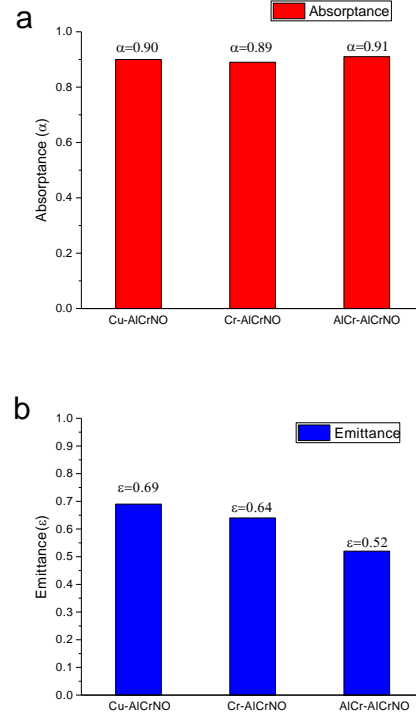 a
Absorptance
α=0.90
α=0.89
α=0.91
1.0
0.8
0.6
0.4
0.2
0.0
Absorptance (α)
Cu-AlCrNO
Cr-AlCrNO
AlCr-AlCrNO
b
Emittance
ε=0.69
ε=0.64
ε=0.52
1.0
0.9
0.8
0.7
0.6
0.5
0.4
0.3
0.2
0.1
0.0
Emittance(ε)
Cu-AlCrNO
Cr-AlCrNO
AlCr-AlCrNO